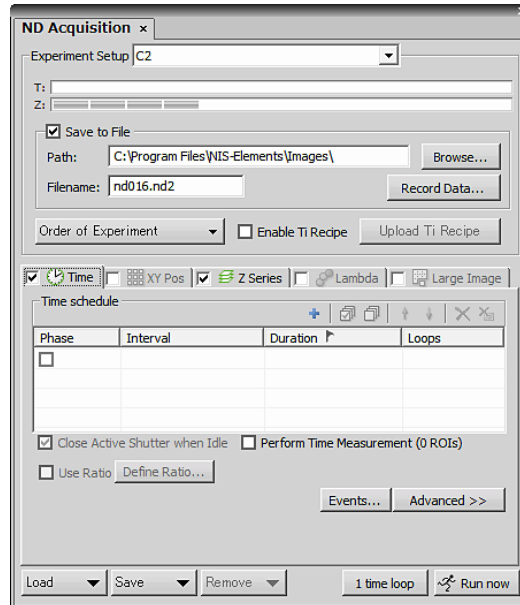 ND Acquisition ×
Experiment Setup C2
T:
Z:
Save to File
Path: C:\Program Files\NIS-Elements\Images\ Browse...
Filename: nd016.nd2 Record Data...
Order of Experiment Enable Ti Recipe Upload Ti Recipe
Time XY Pos Z Series Lambda Large Image
Time schedule
Phase Interval Duration Loops
Close Active Shutter when Idle Perform Time Measurement (0 ROIs)
Use Ratio Define Ratio...
Events... Advanced >>
Load Save Remove 1 time loop Run now